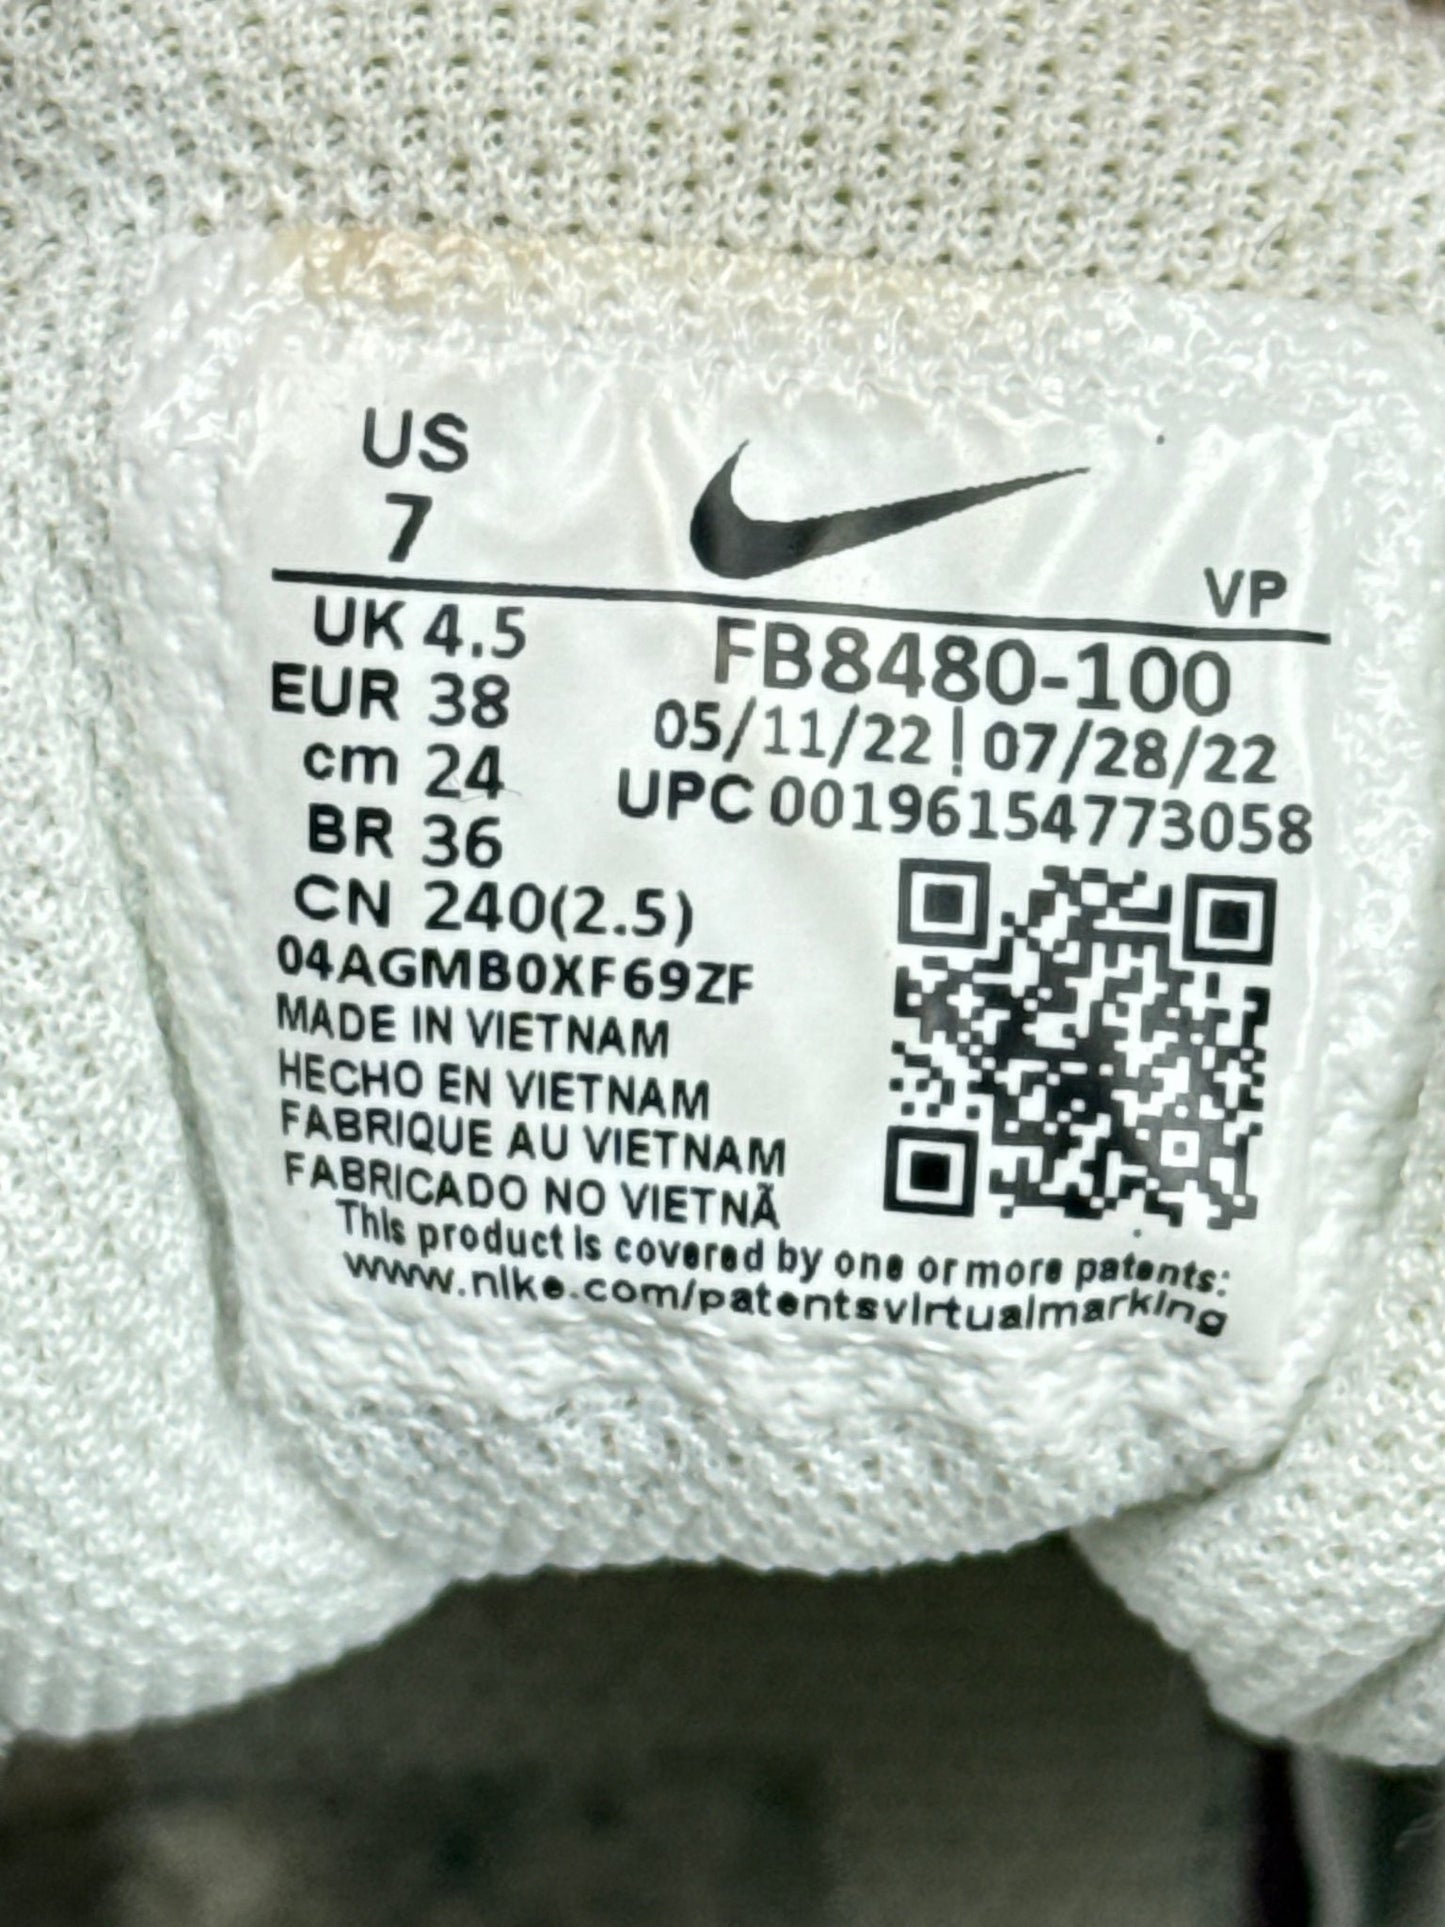 US
7
VP
UK 4.5
EUR 38
cm 24
BR 36
CN 240(2.5)
FB8480-100
05/11/22 | 07/28/22
UPC 00196154773058
04AGMB0XF69ZF
MADE IN VIETNAM
HECHO EN VIETNAM
FABRIQUE AU VIETNAM
FABRICADO NO VIETNÃ
This product is covered by one or more patents:
www.nike.com/patentsvirtualmarking